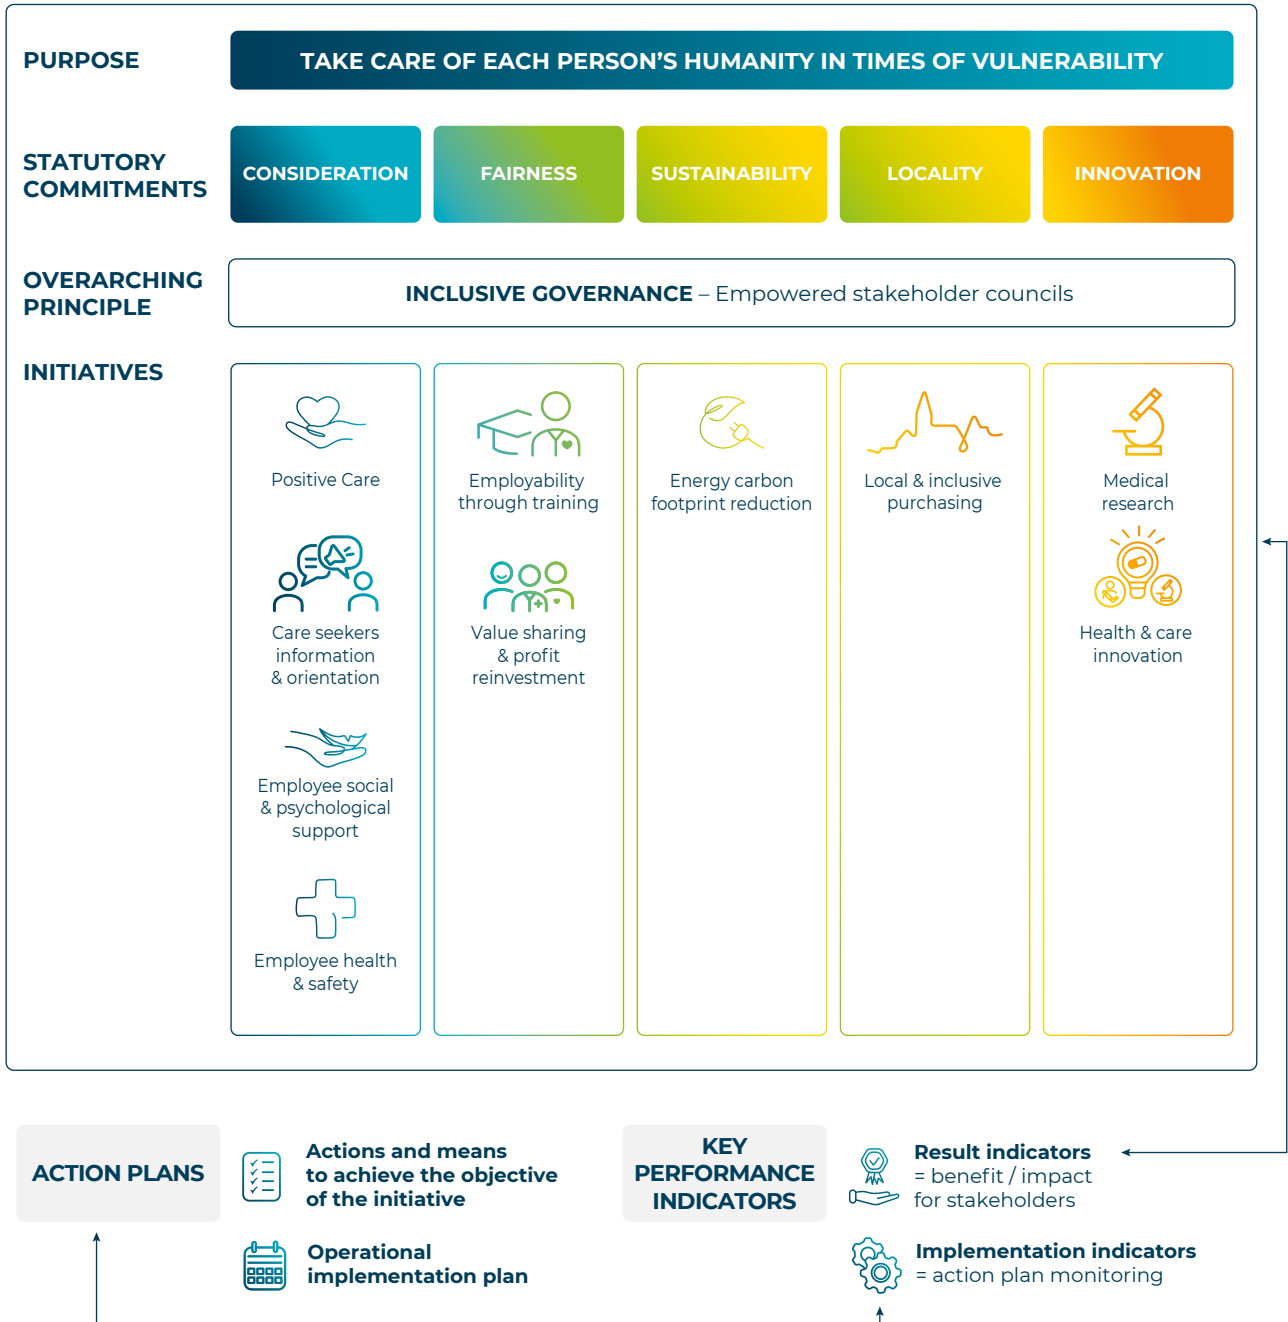 PURPOSE
TAKE CARE OF EACH PERSON'S HUMANITY IN TIMES OF VULNERABILITY
STATUTORY
COMMITMENTS
CONSIDERATION
FAIRNESS
SUSTAINABILITY
LOCALITY
INNOVATION
OVERARCHING
PRINCIPLE
INCLUSIVE GOVERNANCE – Empowered stakeholder councils
INITIATIVES
Positive Care
Care seekers
information
& orientation
Employee social
& psychological
support
Employee health
& safety
Employability
through training
Value sharing
& profit
reinvestment
Energy carbon
footprint reduction
Local & inclusive
purchasing
Medical
research
Health & care
innovation
ACTION PLANS
Actions and means
to achieve the objective
of the initiative
Operational
implementation plan
KEY
PERFORMANCE
INDICATORS
Result indicators
= benefit / impact
for stakeholders
Implementation indicators
= action plan monitoring